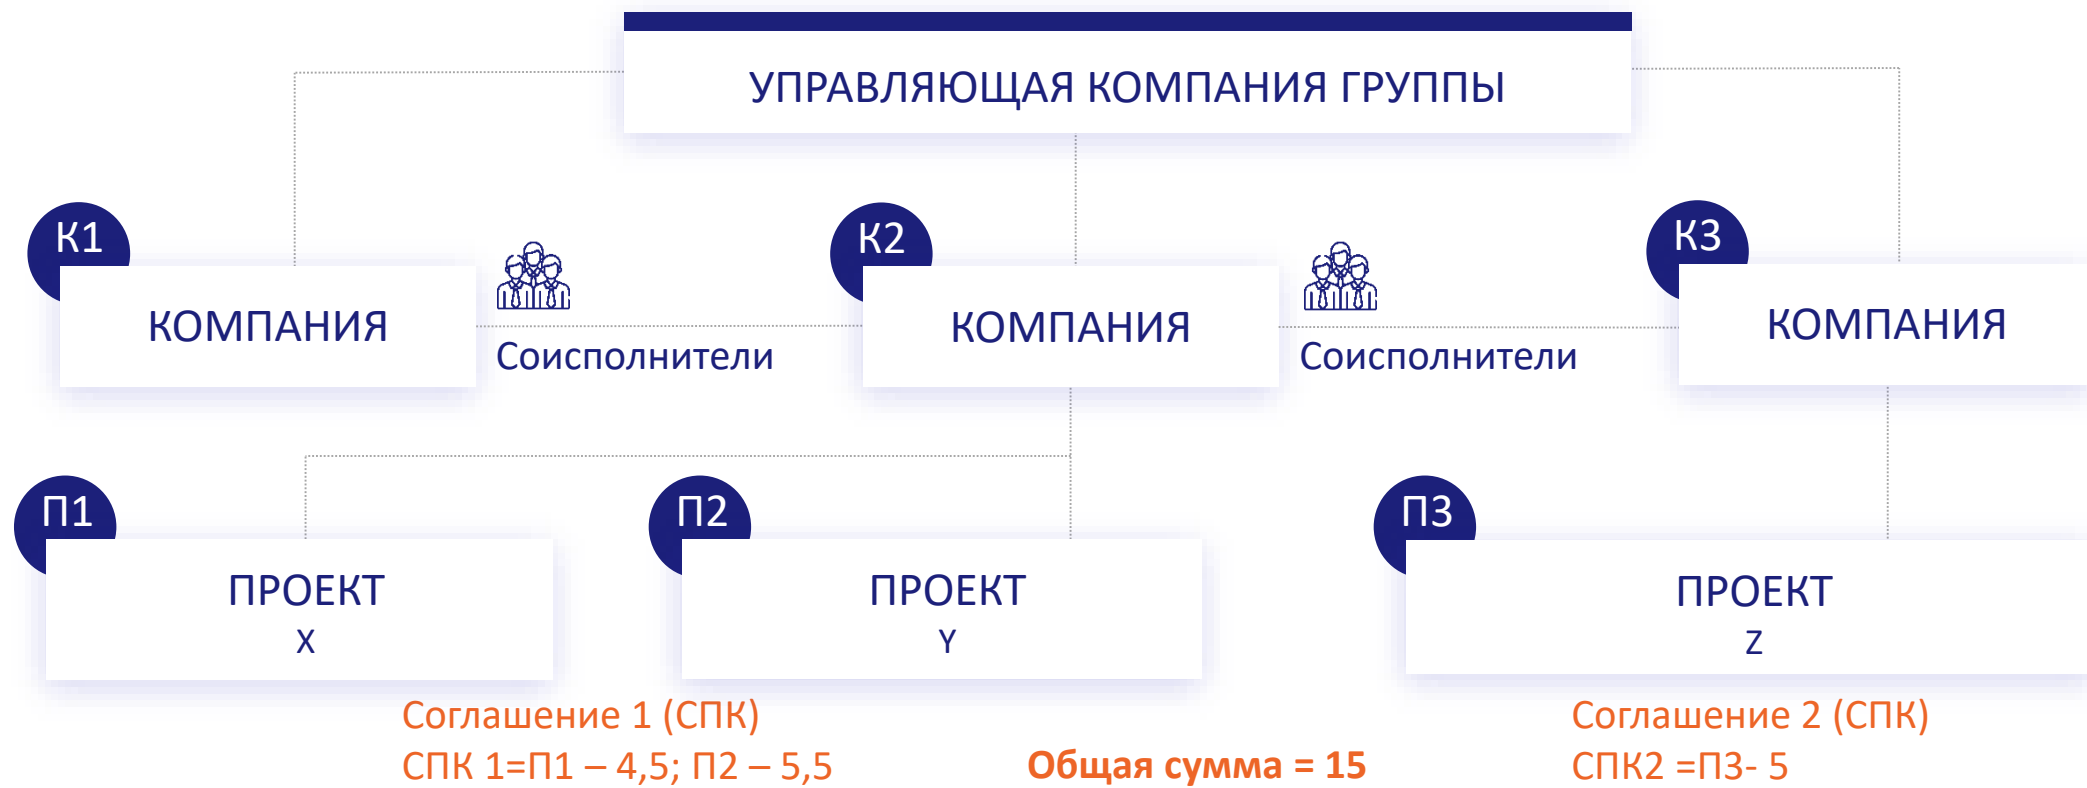 УПРАВЛЯЮЩАЯ КОМПАНИЯ ГРУППЫ
К1
КОМПАНИЯ
Соисполнители
К2
КОМПАНИЯ
Соисполнители
К3
КОМПАНИЯ
П1
ПРОЕКТ
X
П2
ПРОЕКТ
Y
П3
ПРОЕКТ
Z
Соглашение 1 (СПК)
СПК 1=П1 – 4,5; П2 – 5,5
Общая сумма = 15
Соглашение 2 (СПК)
СПК2 =П3- 5